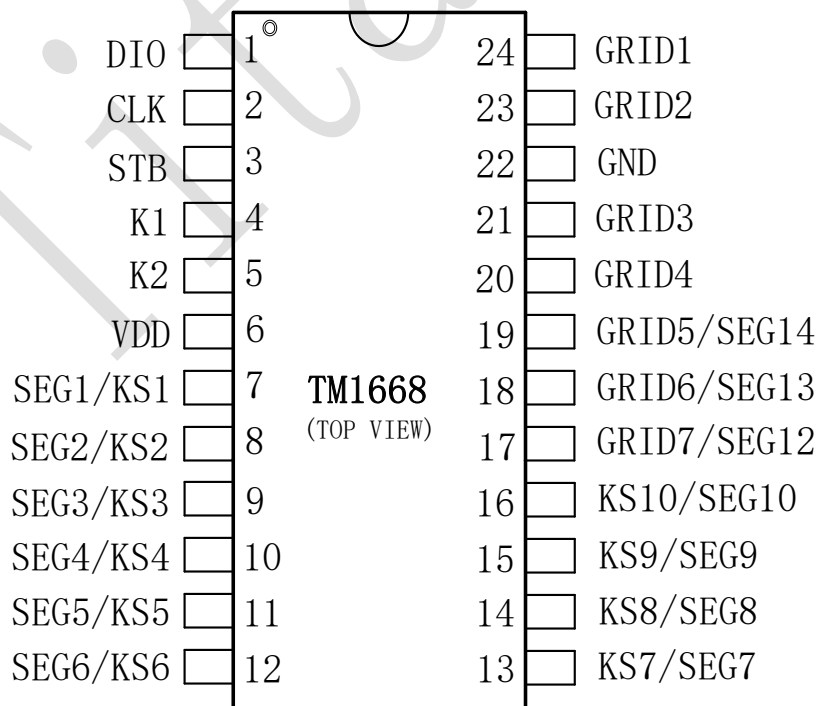 DIO 1 24 GRID1
CLK 2 23 GRID2
STB 3 22 GND
K1 4 21 GRID3
K2 5 20 GRID4
VDD 6 19 GRID5/SEG14
SEG1/KS1 7 TM1668 18 GRID6/SEG13
(TOP VIEW)
SEG2/KS2 8 17 GRID7/SEG12
SEG3/KS3 9 16 KS10/SEG10
SEG4/KS4 10 15 KS9/SEG9
SEG5/KS5 11 14 KS8/SEG8
SEG6/KS6 12 13 KS7/SEG7